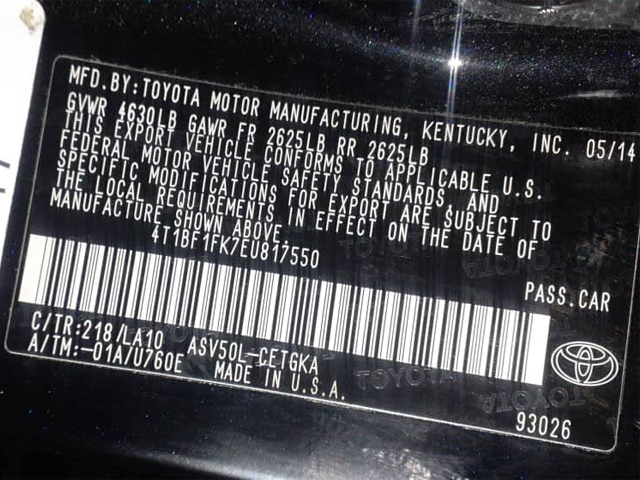 MFD.BY:TOYOTA MOTOR MANUFACTURING, KENTUCKY, INC. 05/14
GVWR 4630LB GAWR FR 2625LB RR 2625LB
THIS EXPORT VEHICLE CONFORMS TO APPLICABLE U.S.
FEDERAL MOTOR VEHICLE SAFETY STANDARDS, AND
SPECIFIC MODIFICATIONS FOR EXPORT ARE SUBJECT TO
THE LOCAL REQUIREMENTS IN EFFECT ON THE DATE OF
MANUFACTURE SHOWN ABOVE.
4T1BF1FK7EU817550
PASS.CAR
C/TR:218/LA10 ASV50L-CETGKA
A/TM:-01A/U760E MADE IN U.S.A.
TOYOTA
93026